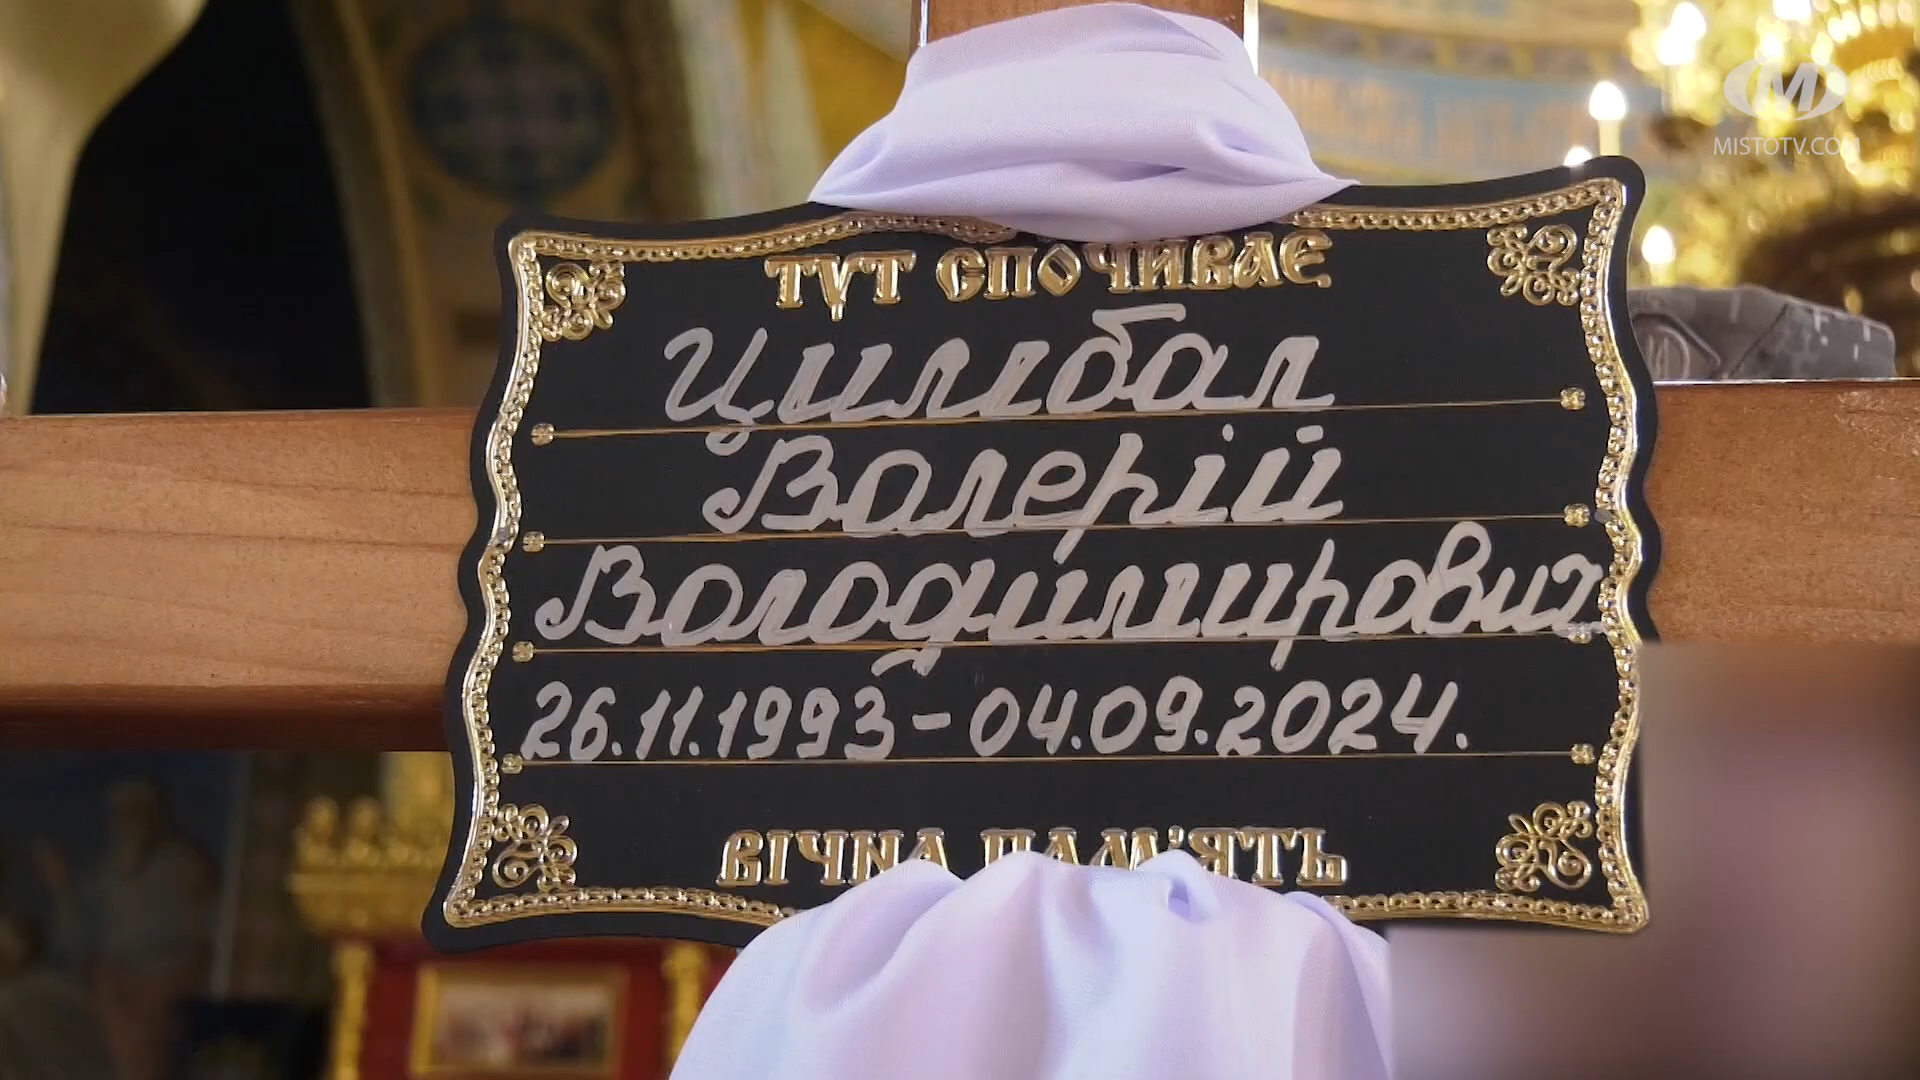 MISTOTV.COM
ТУТ СПОЧИВАЄ
Цимбал
Валерій
Володимирович
26.11.1993-04.09.2024.
ВІЧНА ПАМ'ЯТЬ